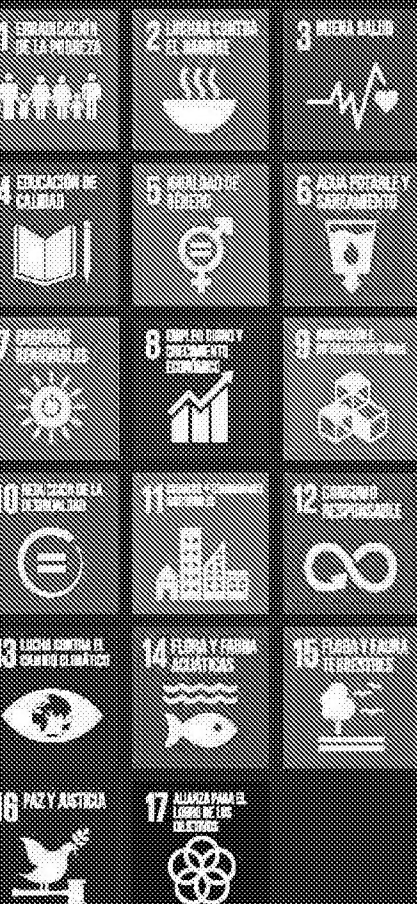 1 ERRADICACIÓN
DE LA POBREZA
2 LUCHAR CONTRA
EL HAMBRE
3 BUENA SALUD
4 EDUCACIÓN DE
CALIDAD
5 IGUALDAD DE
GÉNERO
6 AGUA POTABLE Y
SANEAMIENTO
7 ENERGÍAS
RENOVABLES
8 EMPLEO DIGNO Y
CRECIMIENTO
ECONÓMICO
9
10 REDUCCIÓN DE LA
DESIGUALDAD
11
12 CONSUMO
RESPONSABLE
13 LUCHA CONTRA EL
CAMBIO CLIMÁTICO
14 FLORA Y FAUNA
ACUÁTICAS
15 FLORA Y FAUNA
TERRESTRES
16 PAZ Y JUSTICIA
17 ALIANZA PARA EL
LOGRO DE LOS
OBJETIVOS